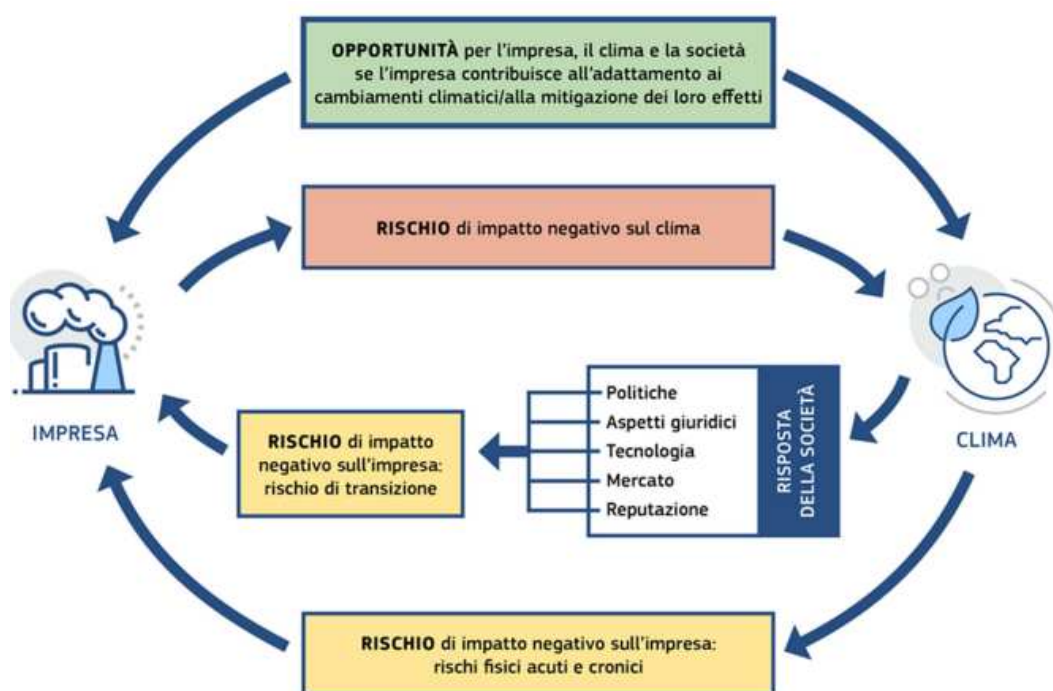 OPPORTUNITÀ per l'impresa, il clima e la società
se l'impresa contribuisce all'adattamento ai
cambiamenti climatici/alla mitigazione dei loro effetti
RISCHIO di impatto negativo sul clima
IMPRESA
RISCHIO di impatto
negativo sull'impresa:
rischio di transizione
Politiche
Aspetti giuridici
Tecnologia
Mercato
Reputazione
RISPOSTA
DELLA SOCIETÀ
CLIMA
RISCHIO di impatto negativo sull'impresa:
rischi fisici acuti e cronici